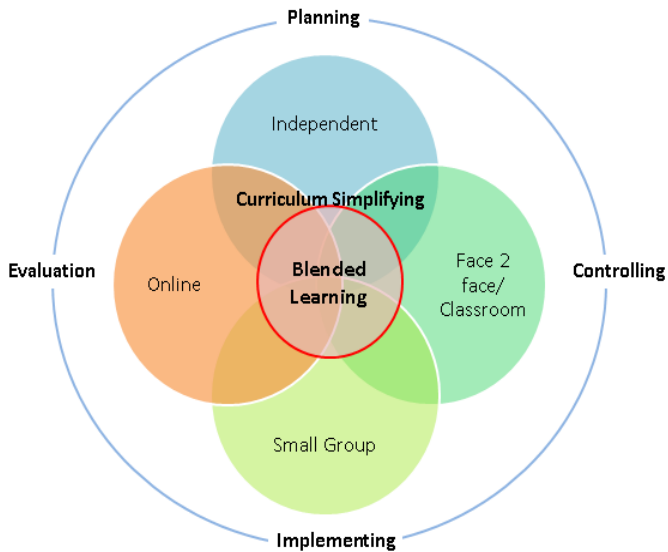 Planning
Independent
Curriculum Simplifying
Evaluation
Online
Blended
Learning
Face 2
face/
Classroom
Controlling
Small Group
Implementing